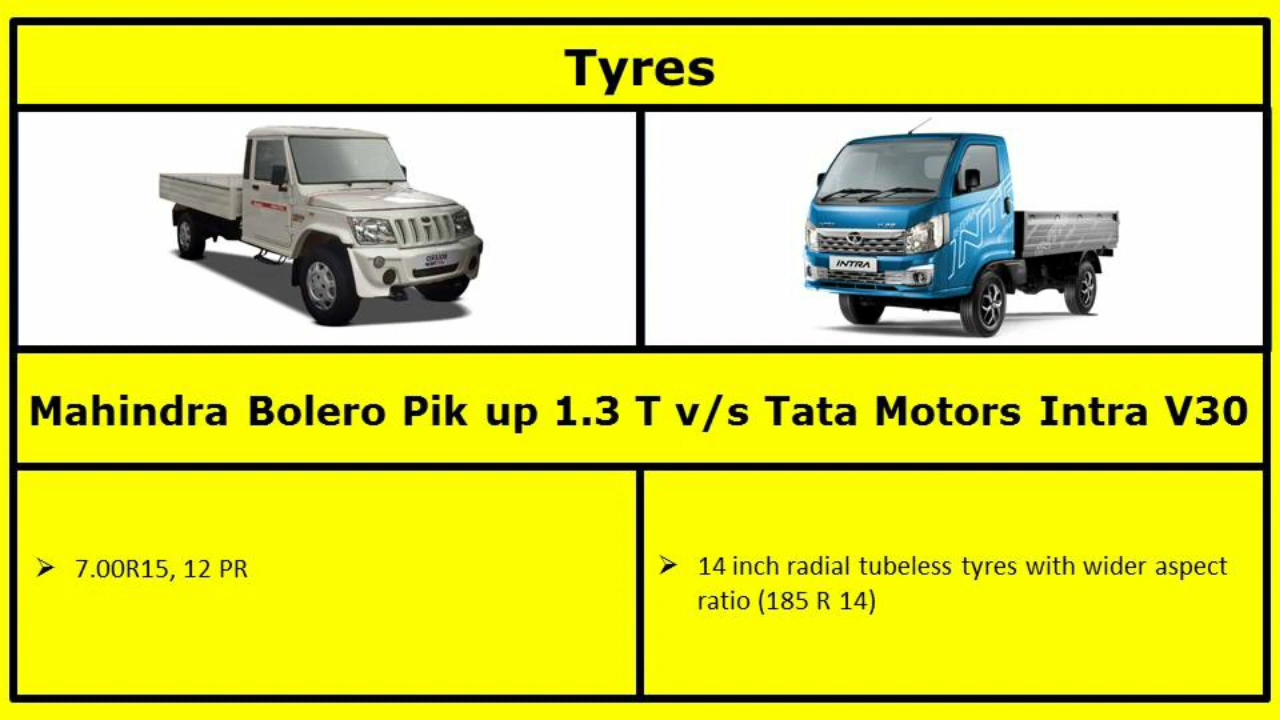 Tyres
INTRA
Mahindra Bolero Pik up 1.3 T v/s Tata Motors Intra V30
➢ 7.00R15, 12 PR
➢ 14 inch radial tubeless tyres with wider aspect
ratio (185 R 14)